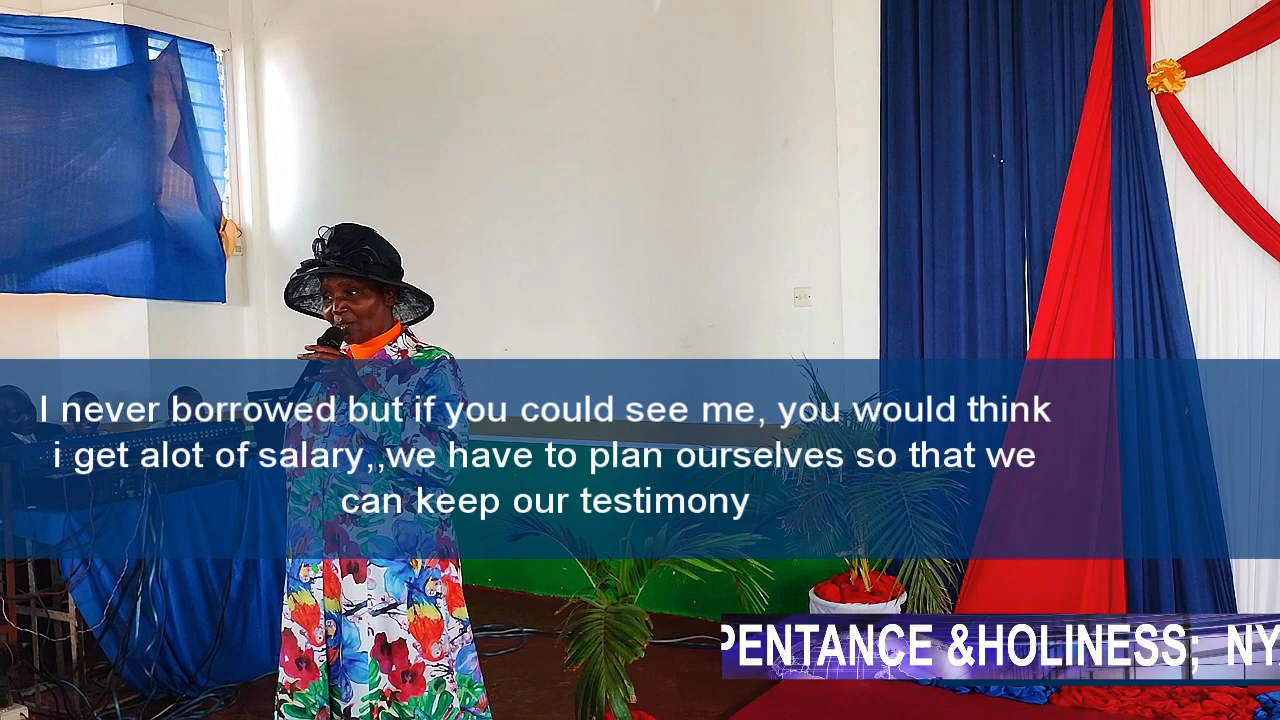 I never borrowed but if you could see me, you would think
i get alot of salary,,we have to plan ourselves so that we
can keep our testimony
PENTANCE &HOLINESS; NY